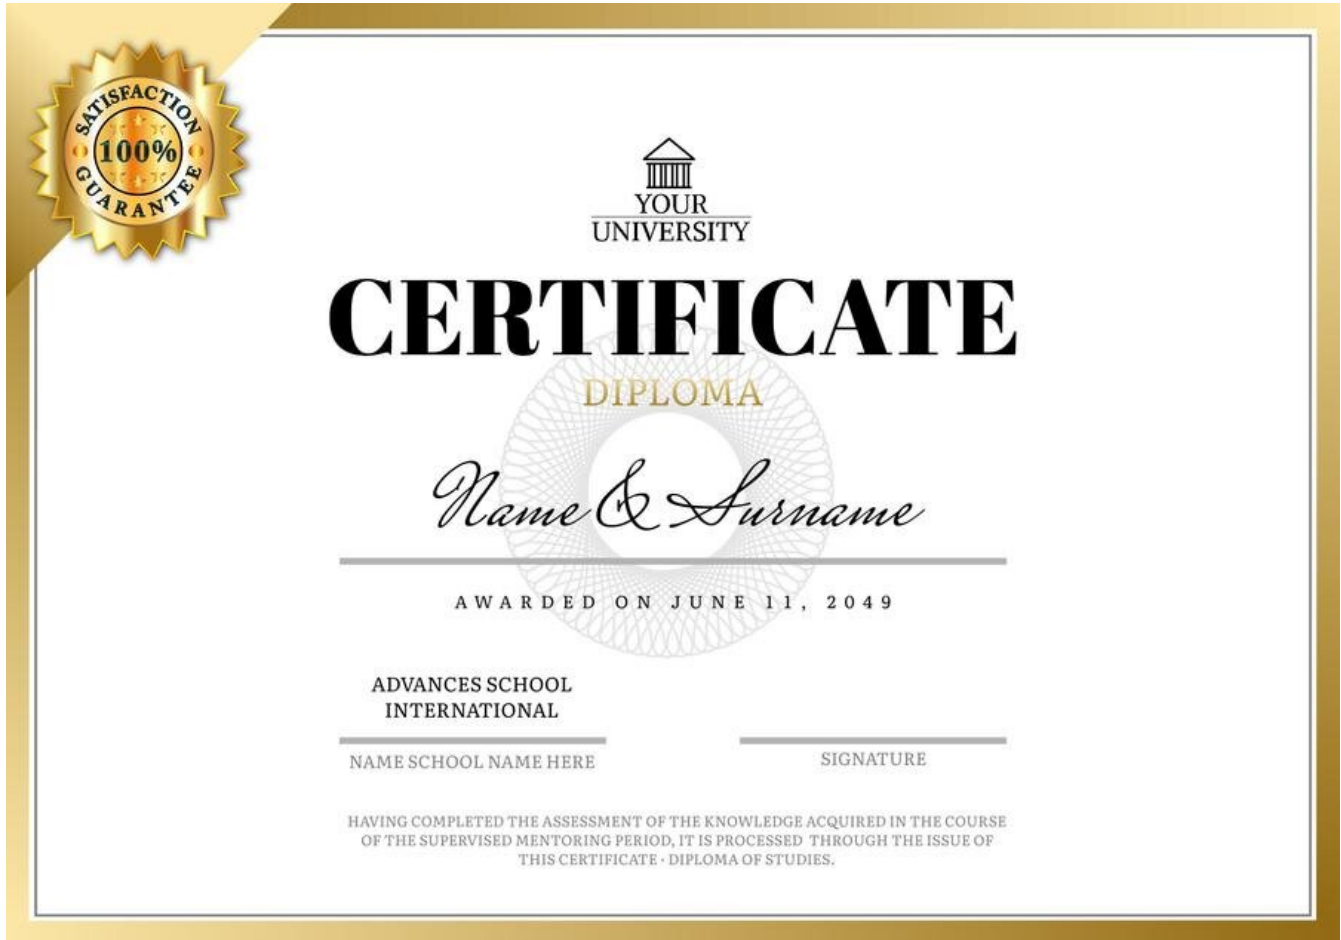 SATISFACTION
100%
GUARANTEE
YOUR
UNIVERSITY
CERTIFICATE
DIPLOMA
Name & Surname
AWARDED ON JUNE 11, 2049
ADVANCES SCHOOL
INTERNATIONAL
NAME SCHOOL NAME HERE
SIGNATURE
HAVING COMPLETED THE ASSESSMENT OF THE KNOWLEDGE ACQUIRED IN THE COURSE
OF THE SUPERVISED MENTORING PERIOD, IT IS PROCESSED THROUGH THE ISSUE OF
THIS CERTIFICATE · DIPLOMA OF STUDIES.